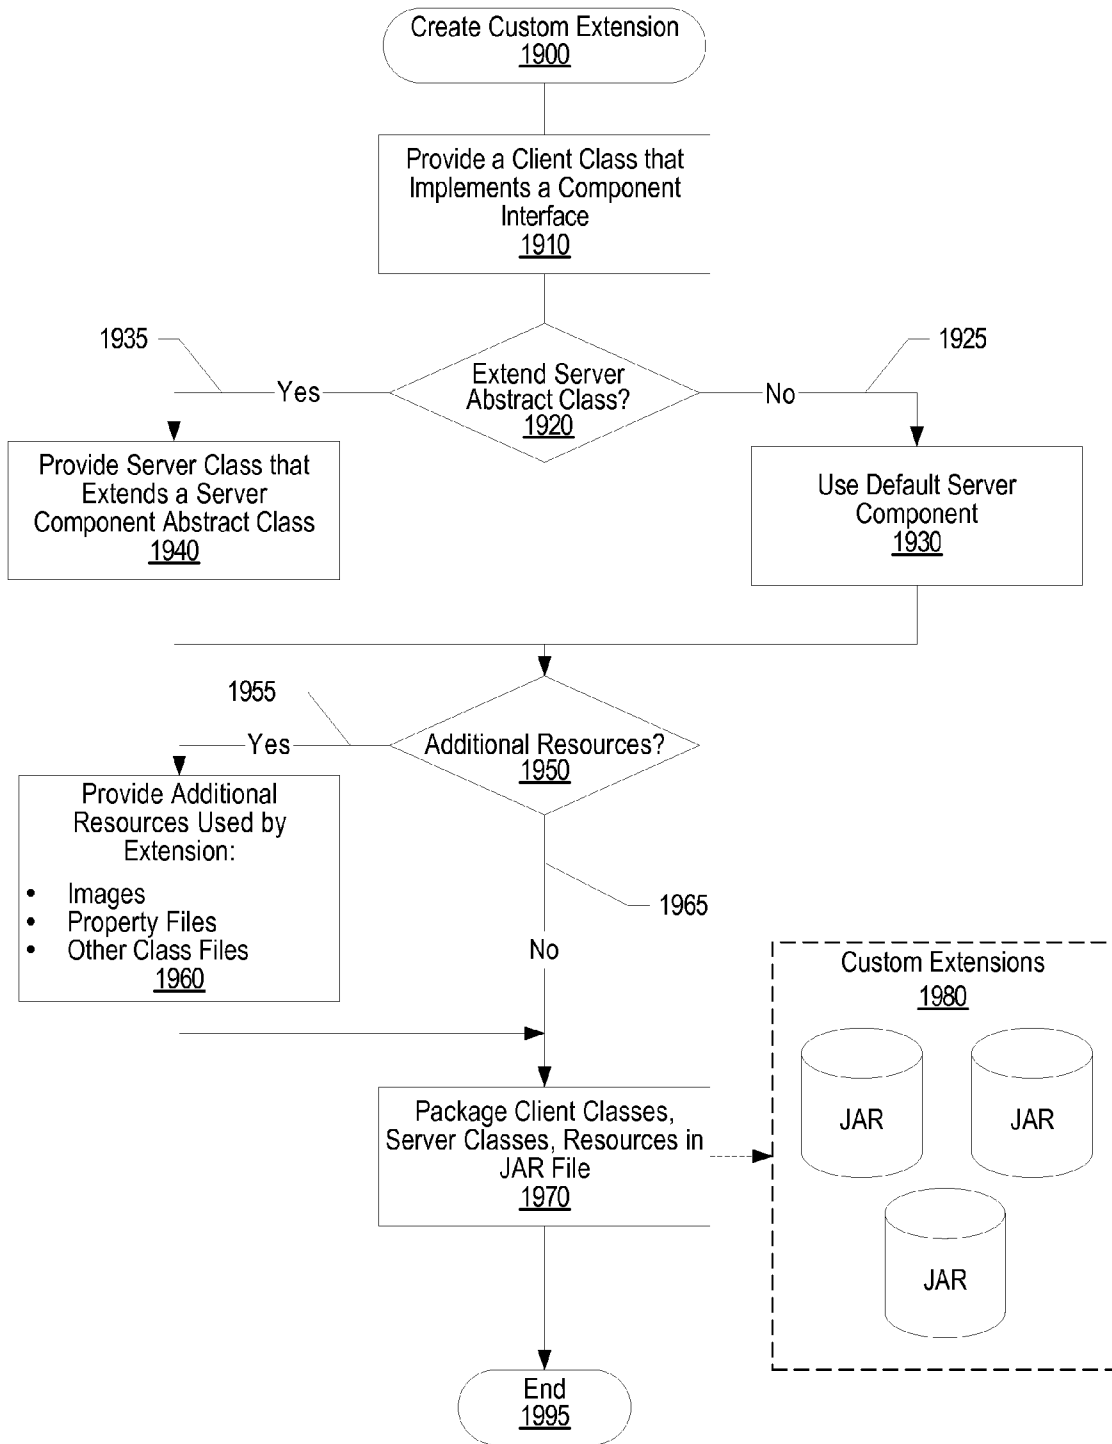 Create Custom Extension
1900
Provide a Client Class that
Implements a Component
Interface
1910
1935
1925
Yes
Extend Server
Abstract Class?
1920
No
Provide Server Class that
Extends a Server
Component Abstract Class
1940
Use Default Server
Component
1930
1955
Yes
Additional Resources?
1950
Provide Additional
Resources Used by
Extension:
• Images
• Property Files
• Other Class Files
1960
1965
No
Custom Extensions
1980
JAR
JAR
JAR
Package Client Classes,
Server Classes, Resources in
JAR File
1970
End
1995